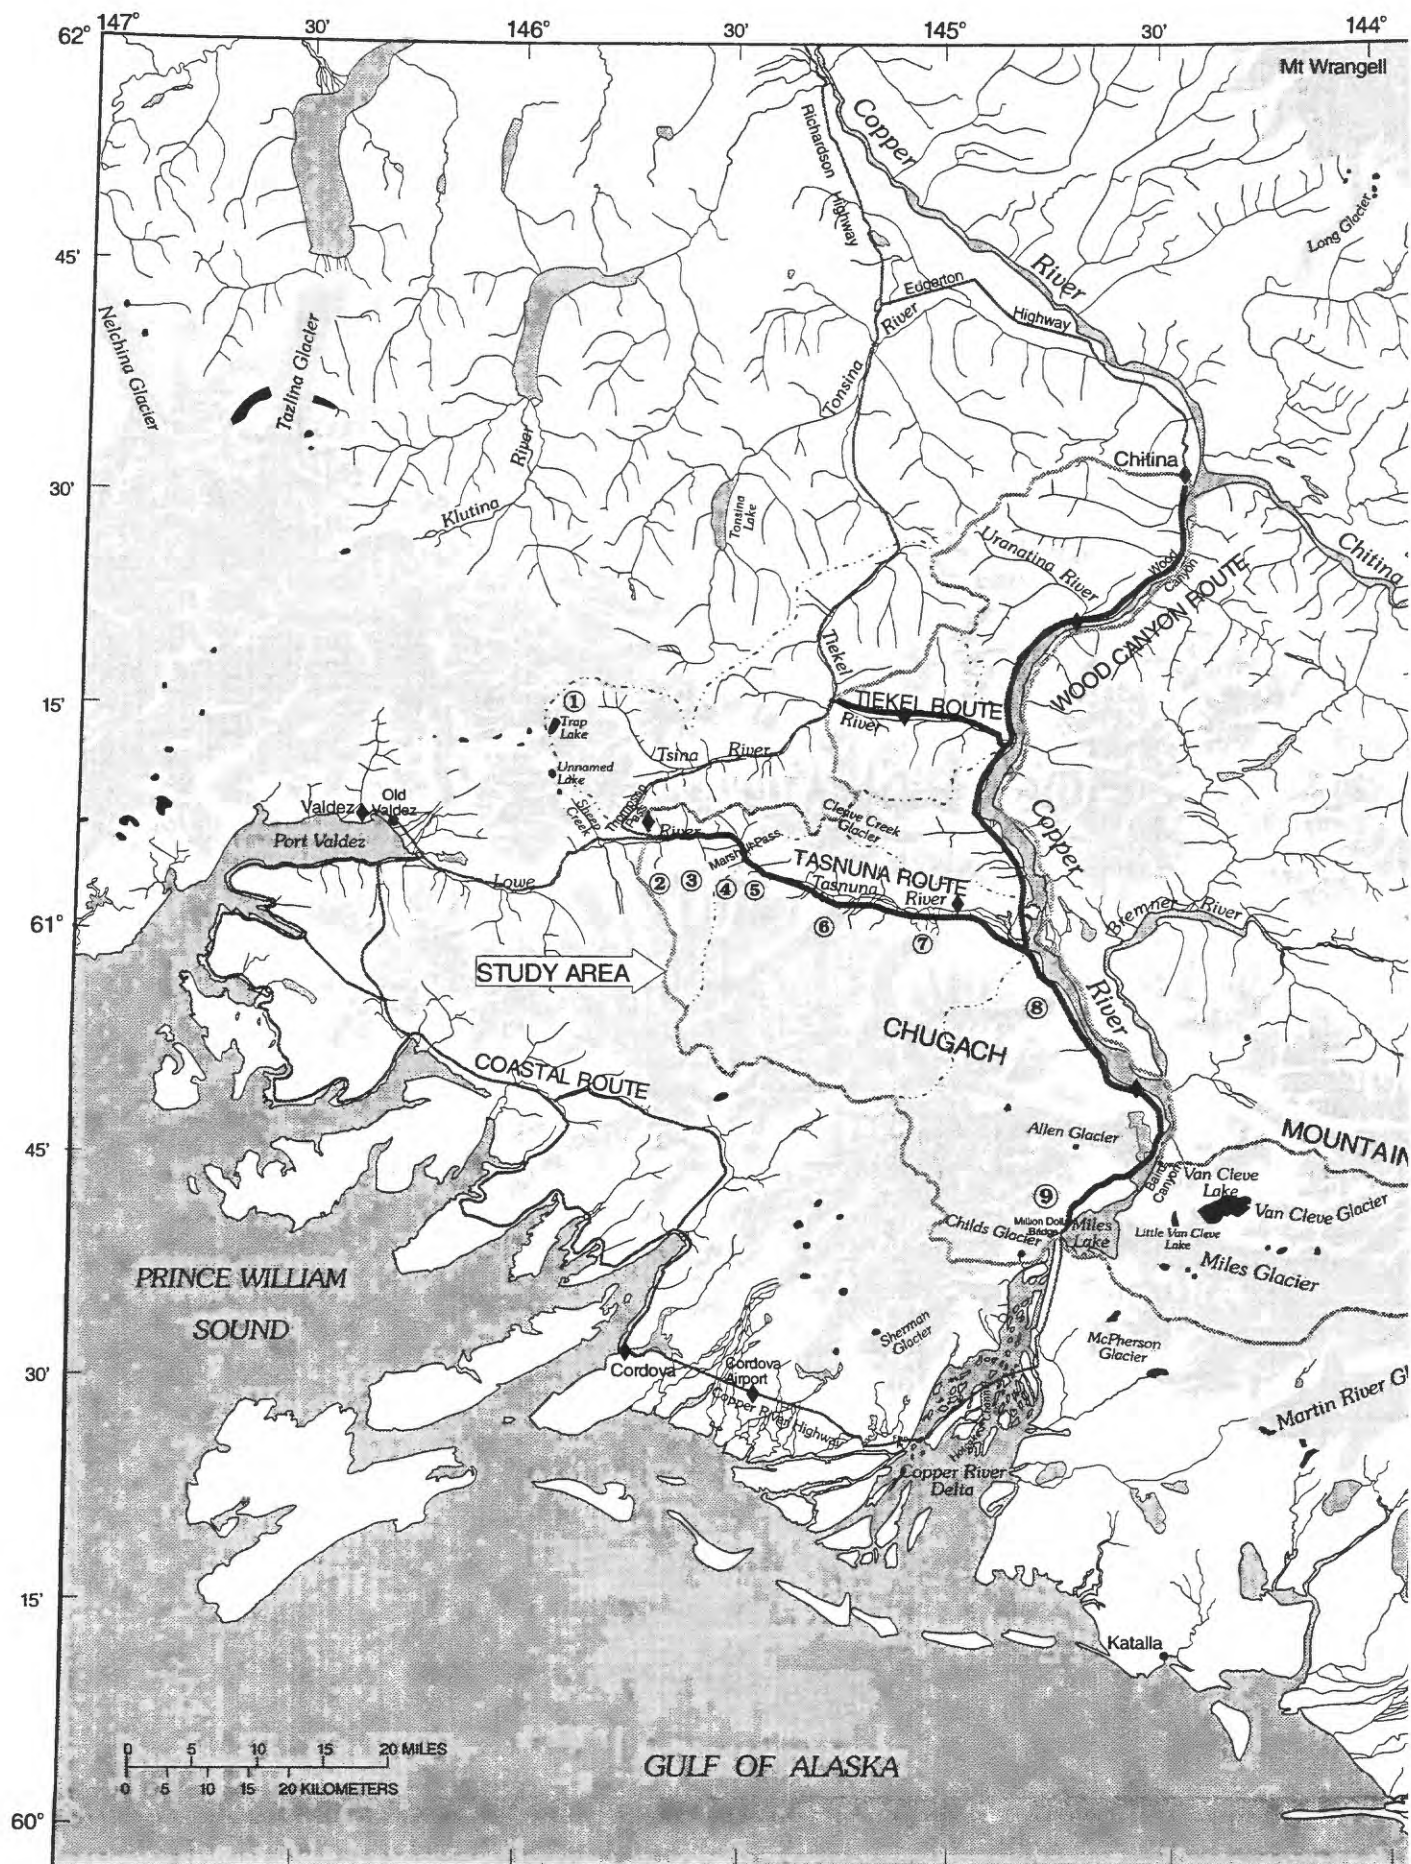 147°
30'
146°
30'
145°
30'
144°
62°
Mt Wrangell
Copper
Richardson
Highway
Long Glacier
45'
River
Edgerton
Highway
River
Nelchina Glacier
Tazlina Glacier
Tonsina
River
Chitina
30'
Klutina
Tonsina
Lake
Uranatina River
Wood
Canyon
Chitina
WOOD CANYON ROUTE
Tiekel
15'
①
Trap
Lake
TIEKEL ROUTE
River
Tsina River
Unnamed
Lake
Valdez
Old
Valdez
Sheep
Creek
Thompson
Pass
Cleave Creek
Glacier
Copper
Port Valdez
River
Marshall Pass
TASNUNA ROUTE
Lowe
② ③ ④ ⑤
Tasnuna
River
61°
⑥
⑦
Bremner River
STUDY AREA
River
⑧
CHUGACH
COASTAL ROUTE
45'
Allen Glacier
MOUNTAIN
Baird
Canyon
Van Cleve
Lake
Van Cleve Glacier
⑨
Million Doll
Bridge
Childs Glacier
Miles
Lake
Little Van Cleve
Lake
Miles Glacier
PRINCE WILLIAM
SOUND
Sherman
Glacier
McPherson
Glacier
30'
Cordova
Cordova
Airport
Copper River Highway
Martin River G
Copper River
Delta
15'
Katalla
0 5 10 15 20 MILES
0 5 10 15 20 KILOMETERS
GULF OF ALASKA
60°